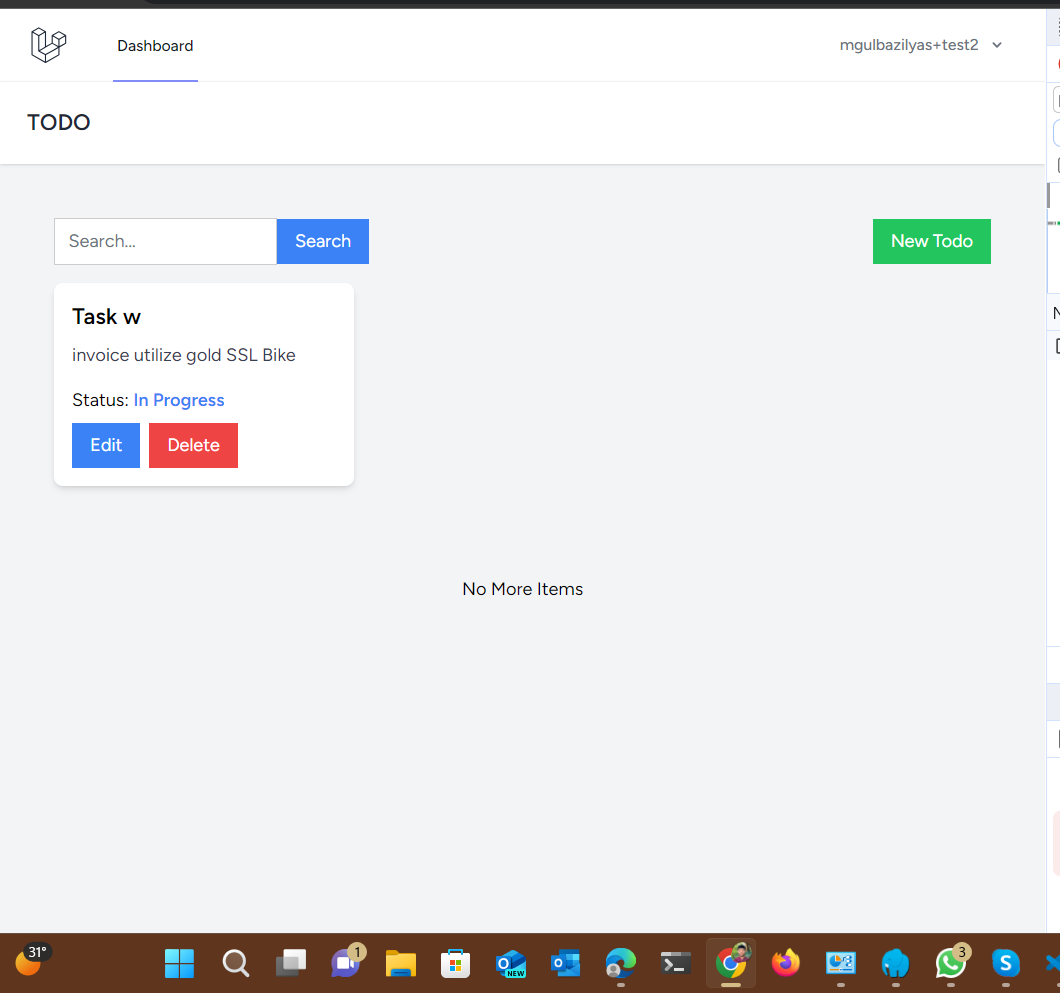 Dashboard
mgulbazilyas+test2
TODO
Search...
Search
New Todo
Task w
invoice utilize gold SSL Bike
Status: In Progress
Edit
Delete
No More Items
31°
1
NEW
3